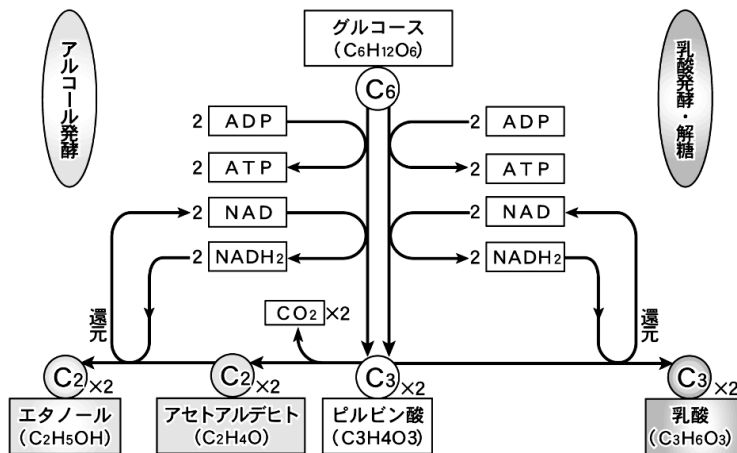 アルコール発酵
グルコース
(C6H12O6)
乳酸発酵・解糖
C6
2 ADP
2 ADP
2 ATP
2 ATP
2 NAD
2 NAD
2 NADH2
2 NADH2
還元
CO2×2
還元
C2×2
C2×2
C3×2
C3×2
エタノール
(C2H5OH)
アセトアルデヒト
(C2H4O)
ピルビン酸
(C3H4O3)
乳酸
(C3H6O3)